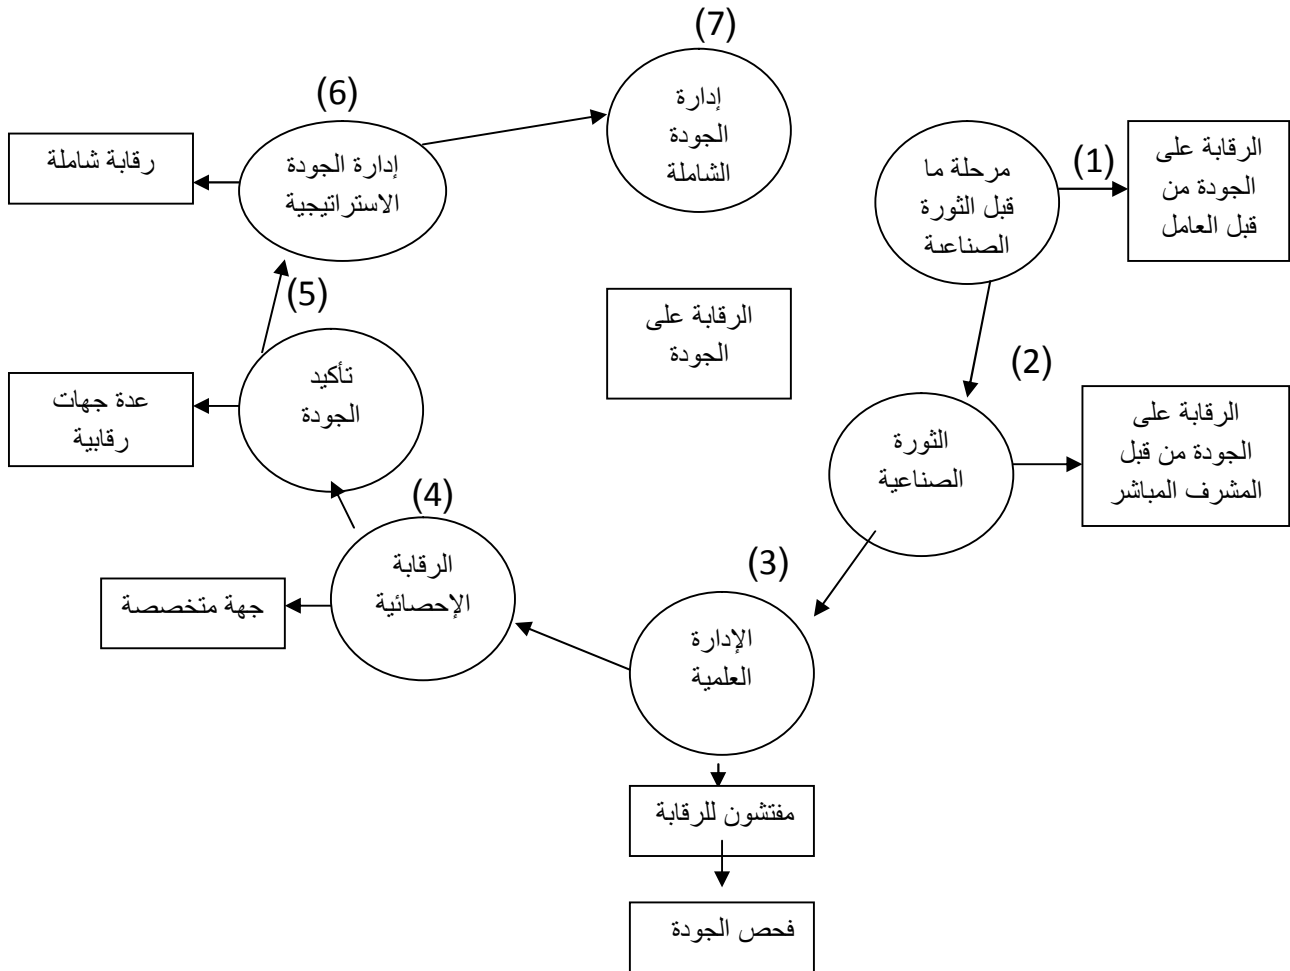 (7)
إدارة
الجودة
الشاملة
(6)
إدارة الجودة
الاستراتيجية
رقابة شاملة
(1)
مرحلة ما
قبل الثورة
الصناعية
الرقابة على
الجودة من
قبل العامل
(5)
الرقابة على
الجودة
(2)
تأكيد
الجودة
عدة جهات
رقابية
الثورة
الصناعية
الرقابة على
الجودة من قبل
المشرف المباشر
(4)
الرقابة
الإحصائية
جهة متخصصة
(3)
الإدارة
العلمية
مفتشون للرقابة
فحص الجودة